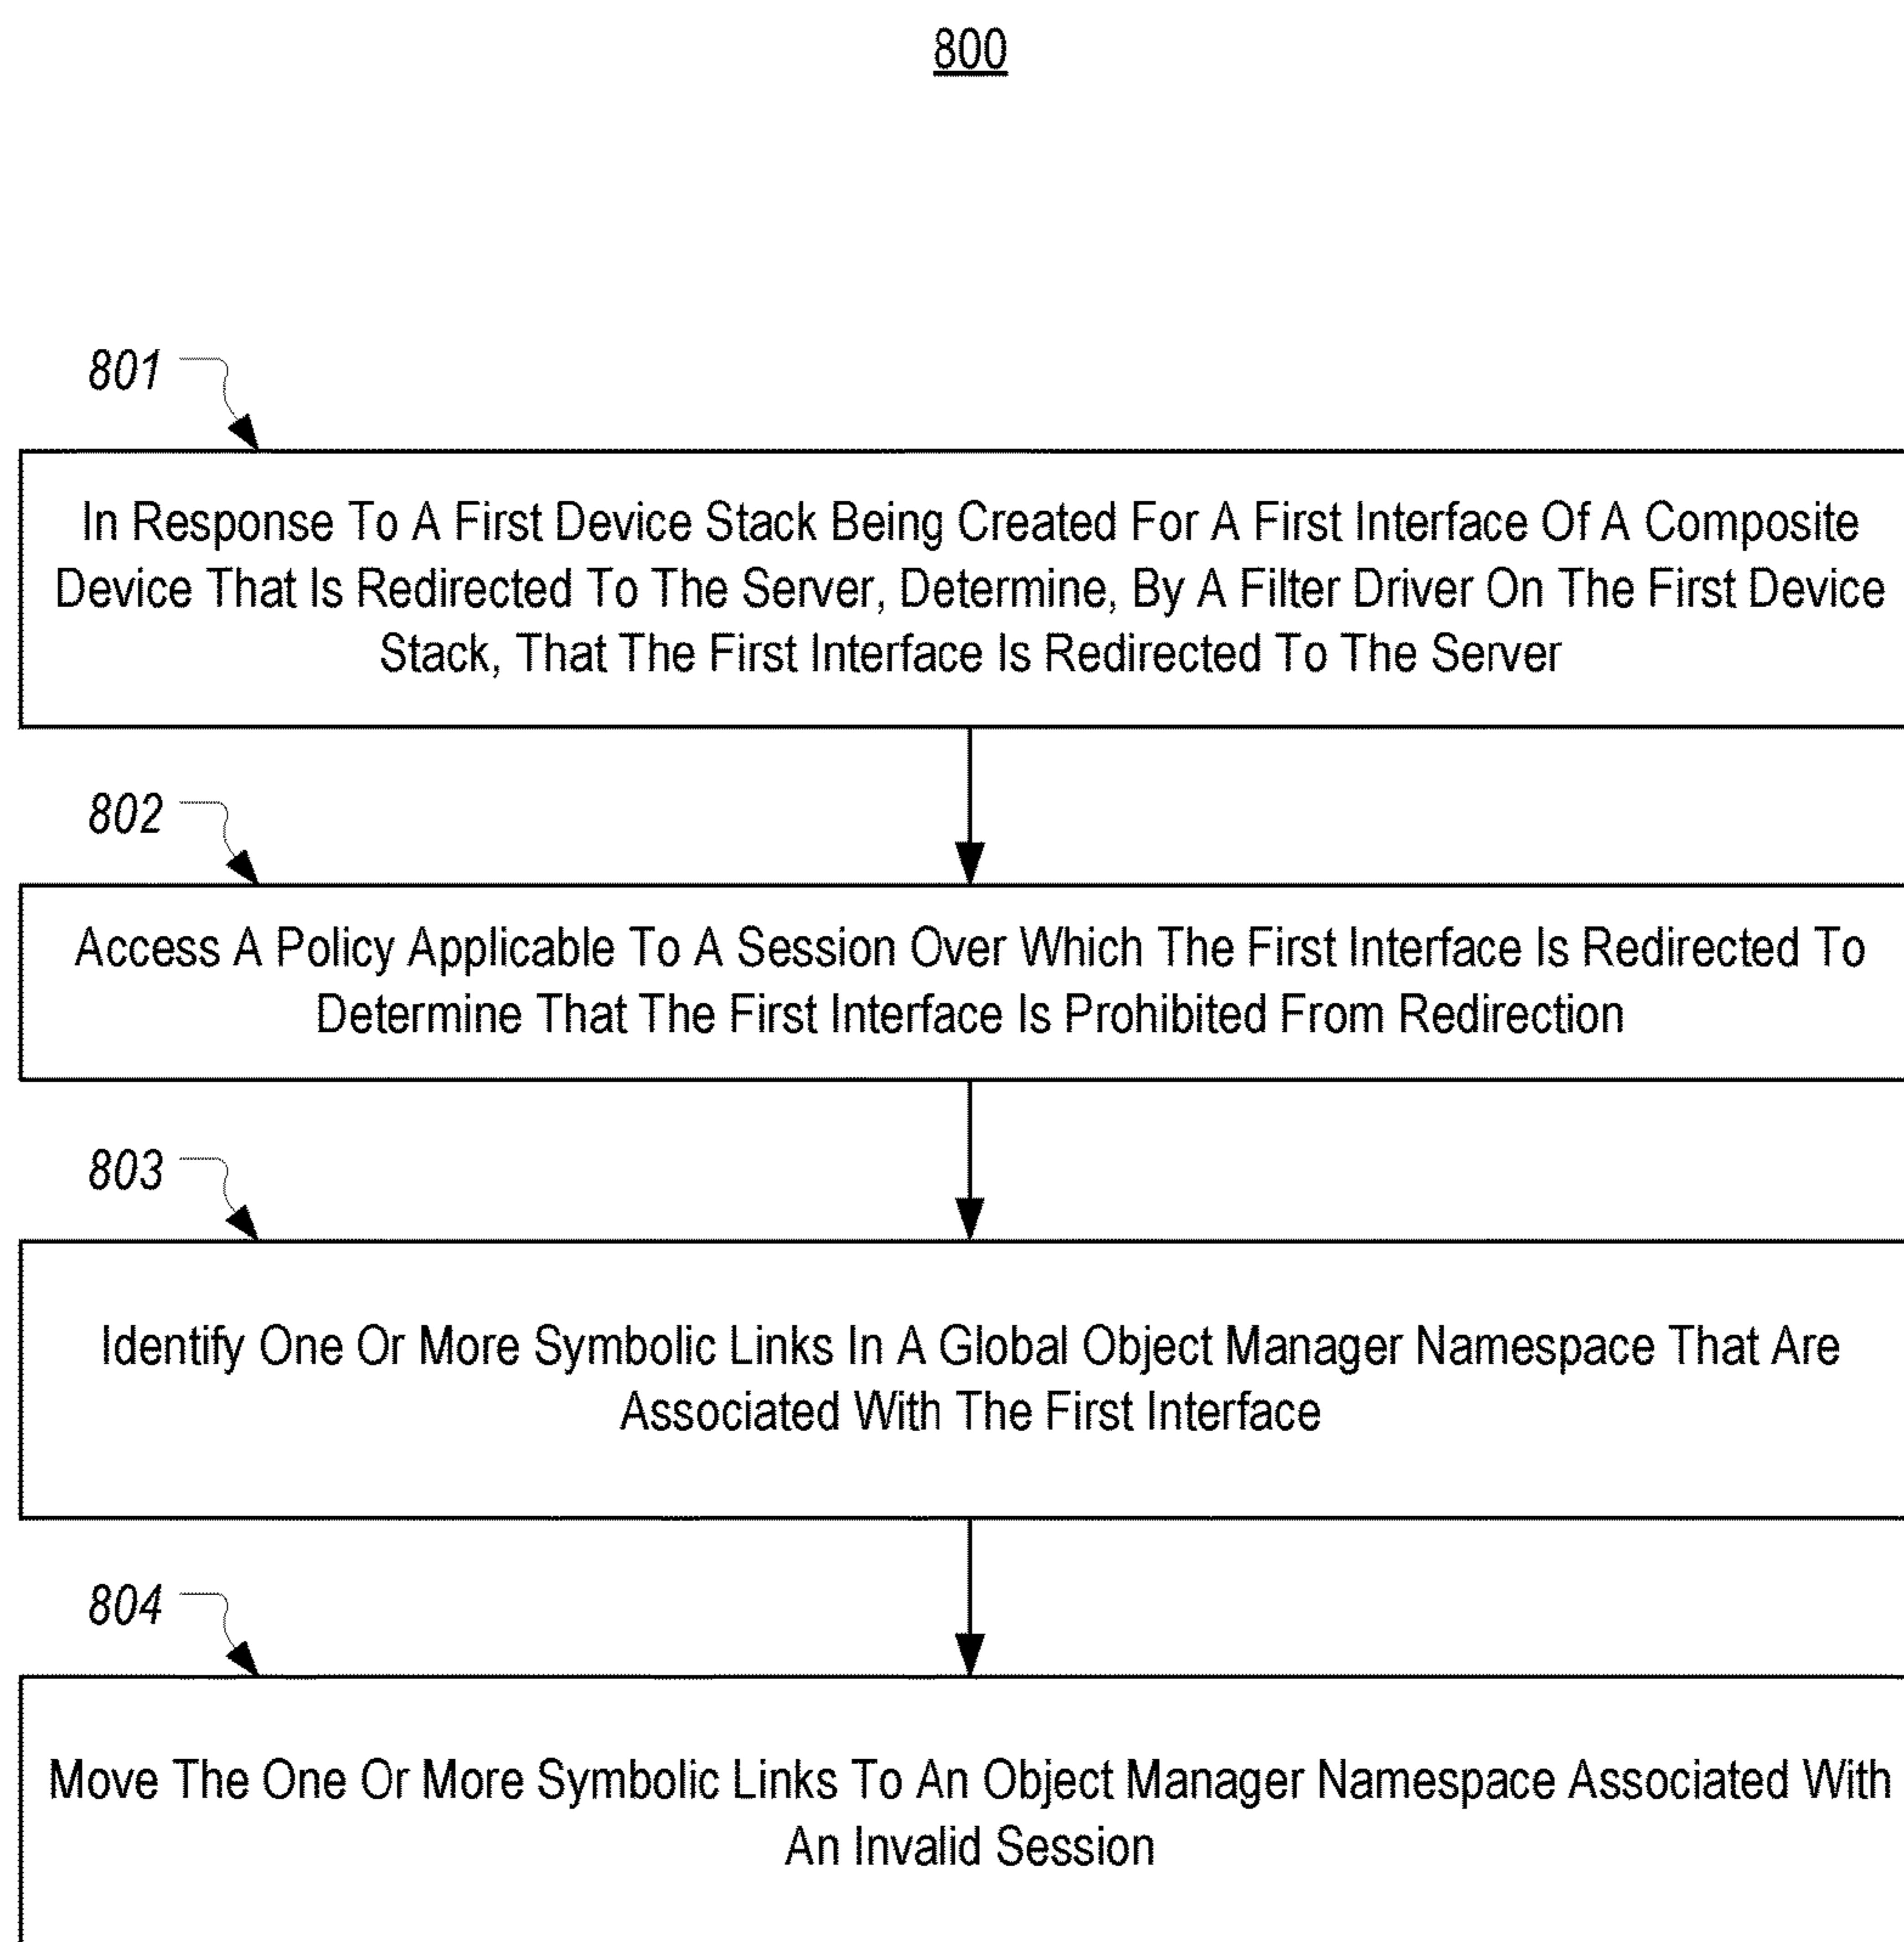 800
801
In Response To A First Device Stack Being Created For A First Interface Of A Composite
Device That Is Redirected To The Server, Determine, By A Filter Driver On The First Device
Stack, That The First Interface Is Redirected To The Server
802
Access A Policy Applicable To A Session Over Which The First Interface Is Redirected To
Determine That The First Interface Is Prohibited From Redirection
803
Identify One Or More Symbolic Links In A Global Object Manager Namespace That Are
Associated With The First Interface
804
Move The One Or More Symbolic Links To An Object Manager Namespace Associated With
An Invalid Session